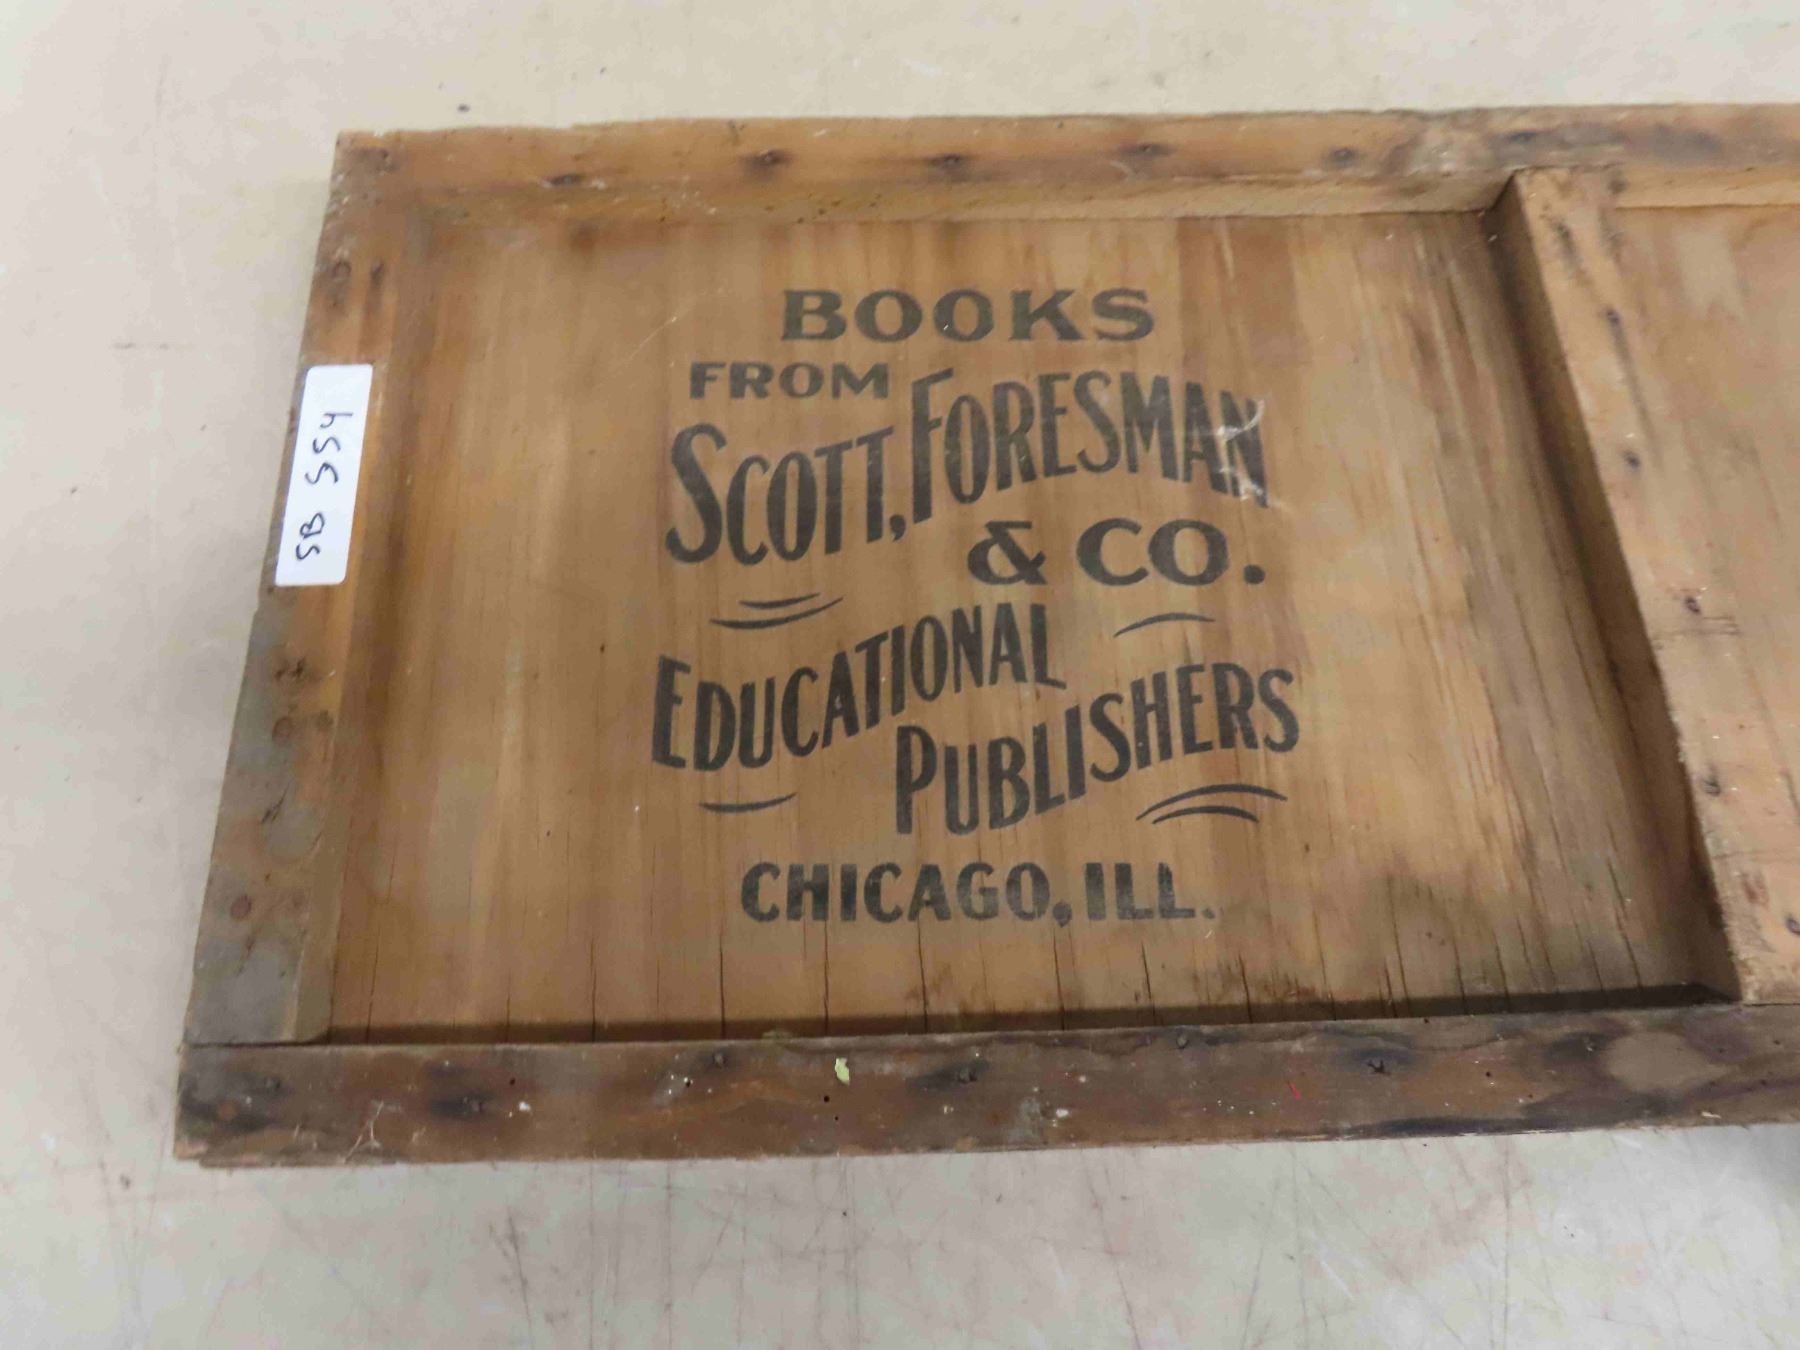 BOOKS
FROM
SCOTT, FORESMAN
& CO.
EDUCATIONAL
PUBLISHERS
CHICAGO, ILL.
SB 554